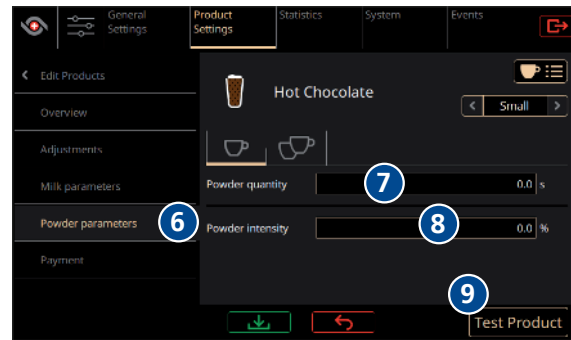 General
Settings
Product
Settings
Statistics
System
Events
Edit Products
Overview
Adjustments
Milk parameters
Powder parameters
Payment
Hot Chocolate
Small
Powder quantity
0.0 s
Powder intensity
0.0 %
Test Product
6
7
8
9